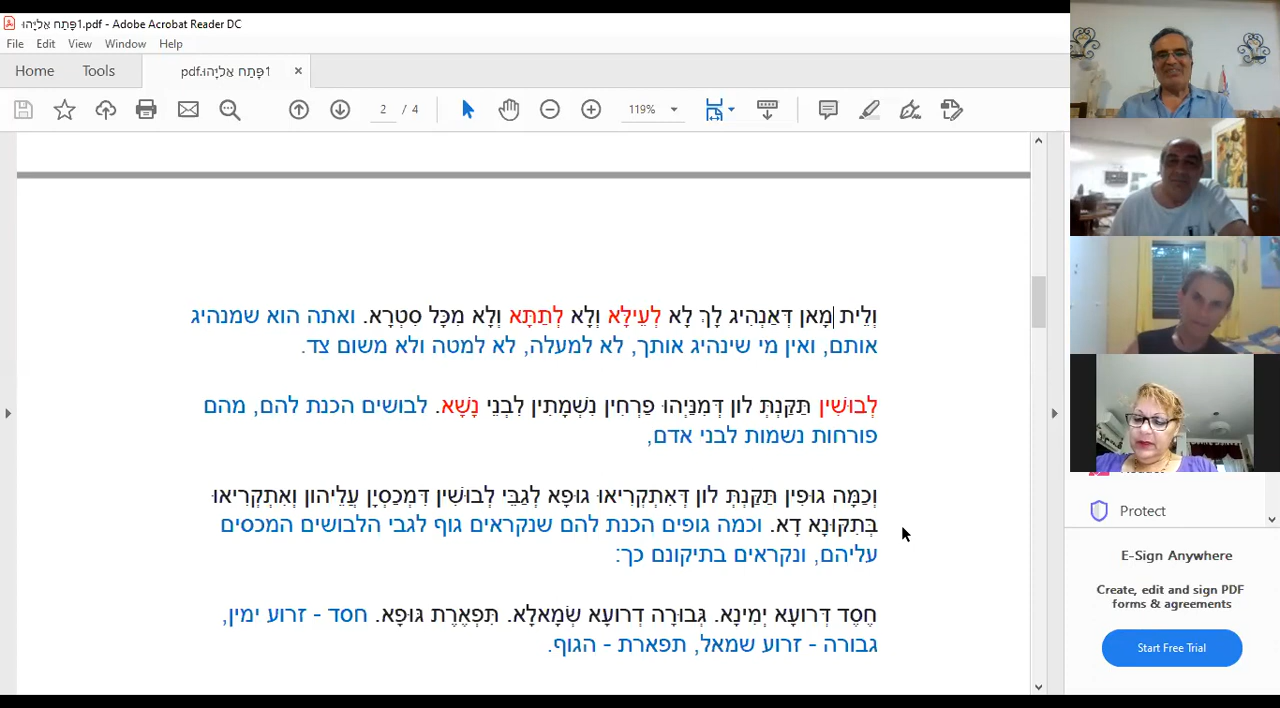 פָּתַח אֵלִיָּהוּ1.pdf - Adobe Acrobat Reader DC
File Edit View Window Help
Home Tools פָּתַח אֵלִיָּהוּ1.pdf ×
2 / 4 119%
וְלֵית מָאן דְּאַנְהִיג לָךְ לָא לְעֵילָּא וְלָא לְתַתָּא וְלָא מִכָּל סִטְרָא. ואתה הוא שמנהיג
אותם, ואין מי שינהיג אותך, לא למעלה, לא למטה ולא משום צד.
לְבוּשִׁין תַּקַּנְתְּ לוֹן דְּמִנַּיְהוּ פַּרְחִין נִשְׁמָתִין לִבְנֵי נָשָׁא. לבושים הכנת להם, מהם
פורחות נשמות לבני אדם,
וְכַמָּה גוּפִין תַּקַּנְתְּ לוֹן דְּאִתְקְרִיאוּ גוּפָא לְגַבֵּי לְבוּשִׁין דִּמְכַסְיָן עֲלֵיהוֹן וְאִתְקְרִיאוּ
בְּתִקּוּנָא דָא. וכמה גופים הכנת להם שנקראים גוף לגבי הלבושים המכסים
עליהם, ונקראים בתיקונם כך:
חֶסֶד דְּרוֹעָא יְמִינָא. גְּבוּרָה דְרוֹעָא שְׂמָאלָא. תִּפְאֶרֶת גּוּפָא. חסד - זרוע ימין,
גבורה - זרוע שמאל, תפארת - הגוף.
Protect
E-Sign Anywhere
Create, edit and sign PDF
forms & agreements
Start Free Trial